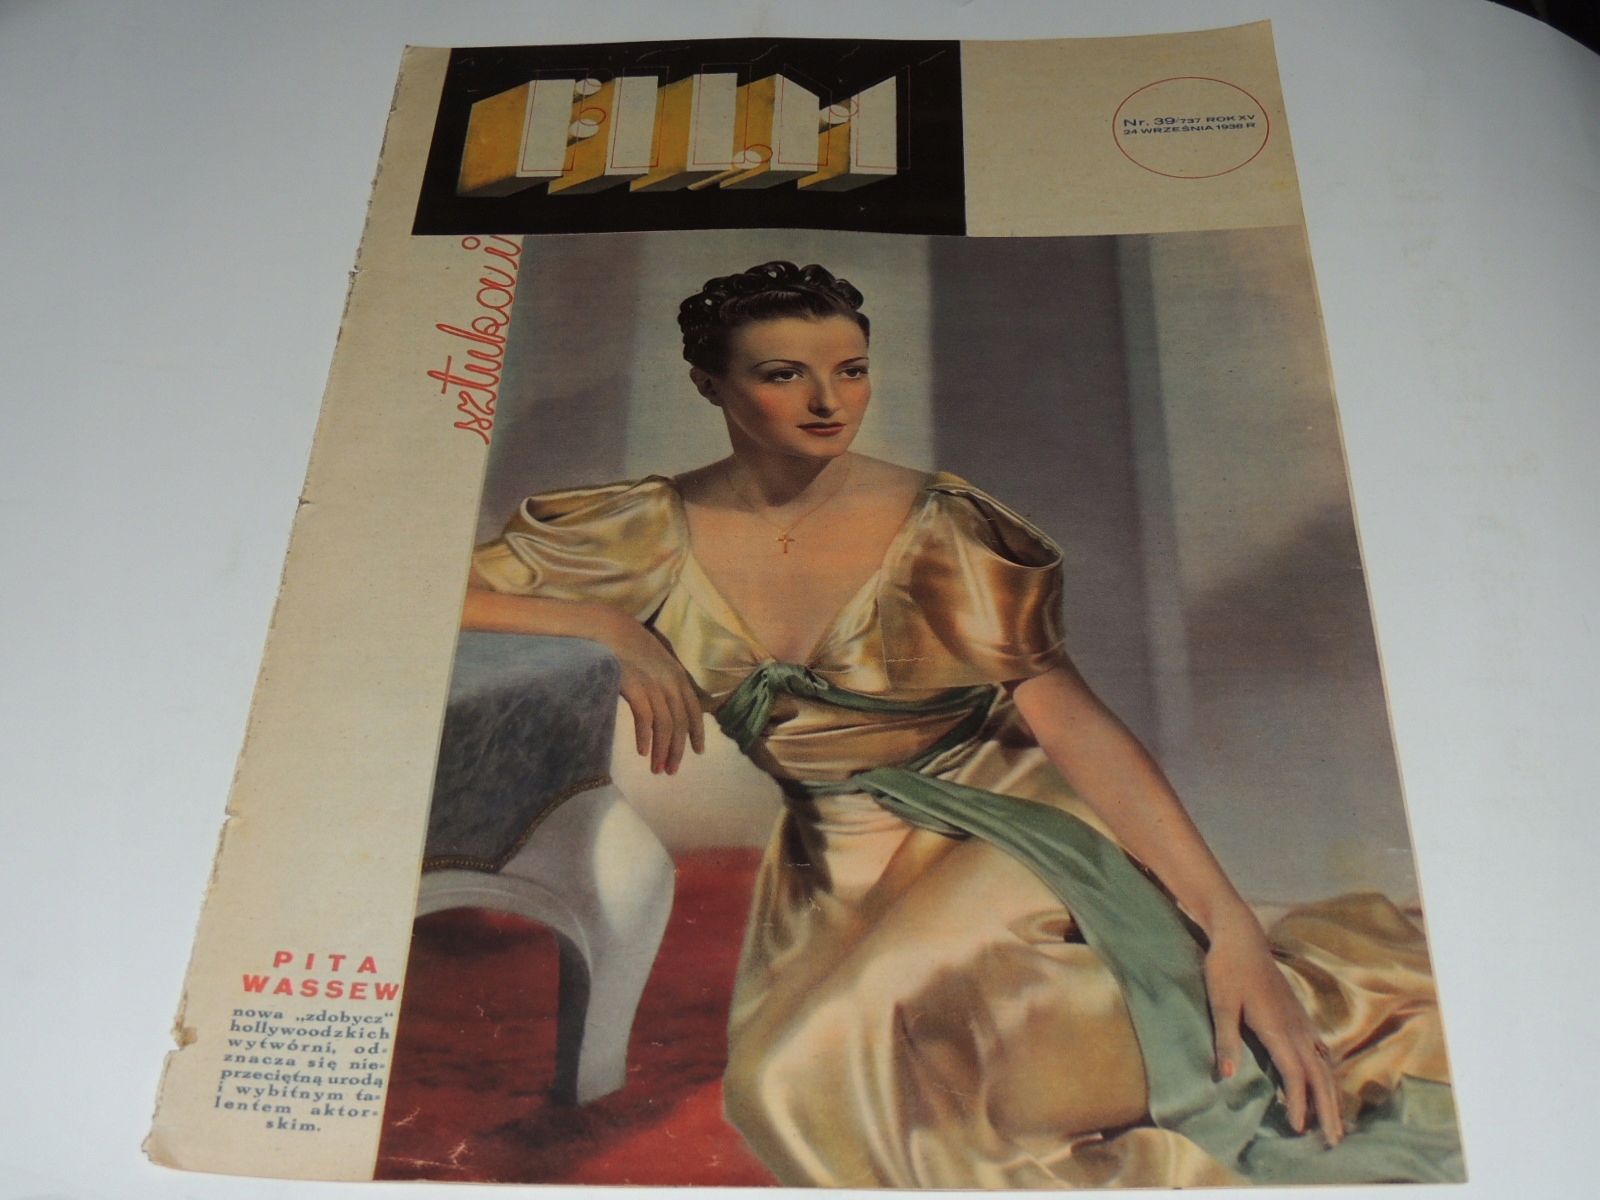 FILM
Nr. 39/737 ROK XV
24 WRZEŚNIA 1938 R
sztukowi
PITA
WASSEW
nowa „zdobycz“
hollywoodzkich
wytwórni, od-
znacza się nie-
przeciętną urodą
i wybitnym ta-
lentem aktor-
skim.